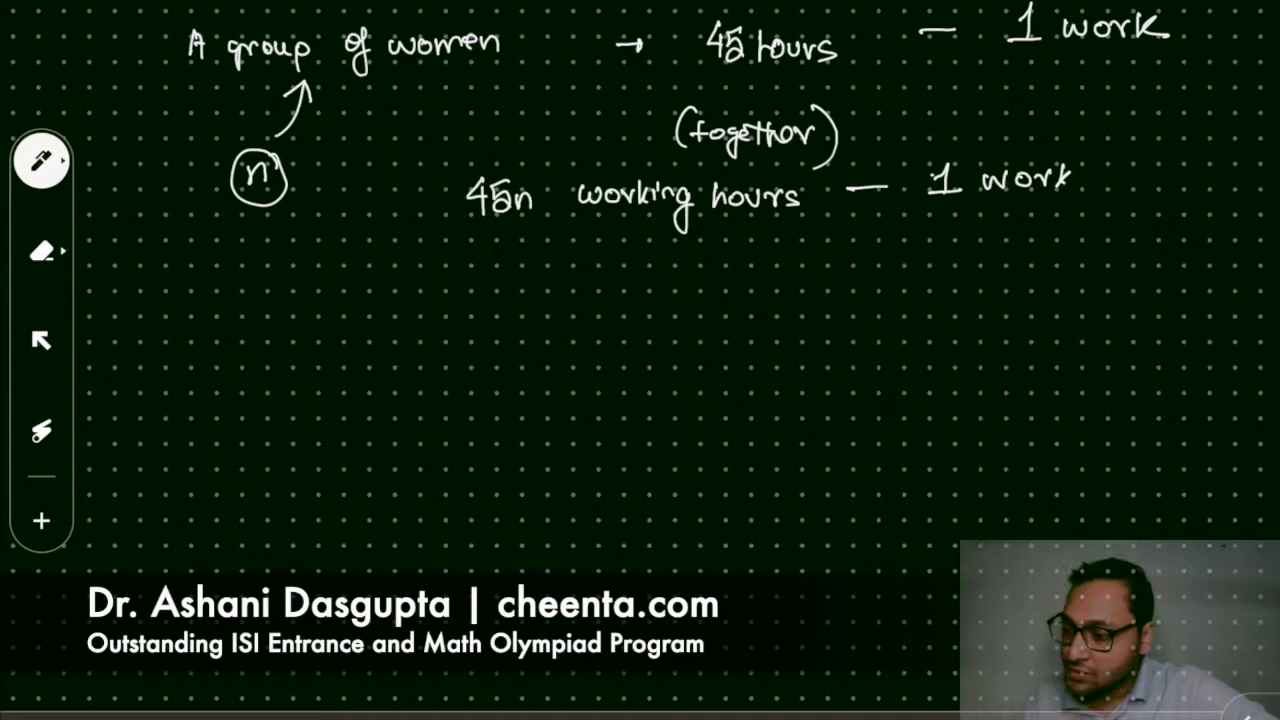 A group of women → 45 hours — 1 work
(together)
n
45n working hours — 1 work
Dr. Ashani Dasgupta | cheenta.com
Outstanding ISI Entrance and Math Olympiad Program